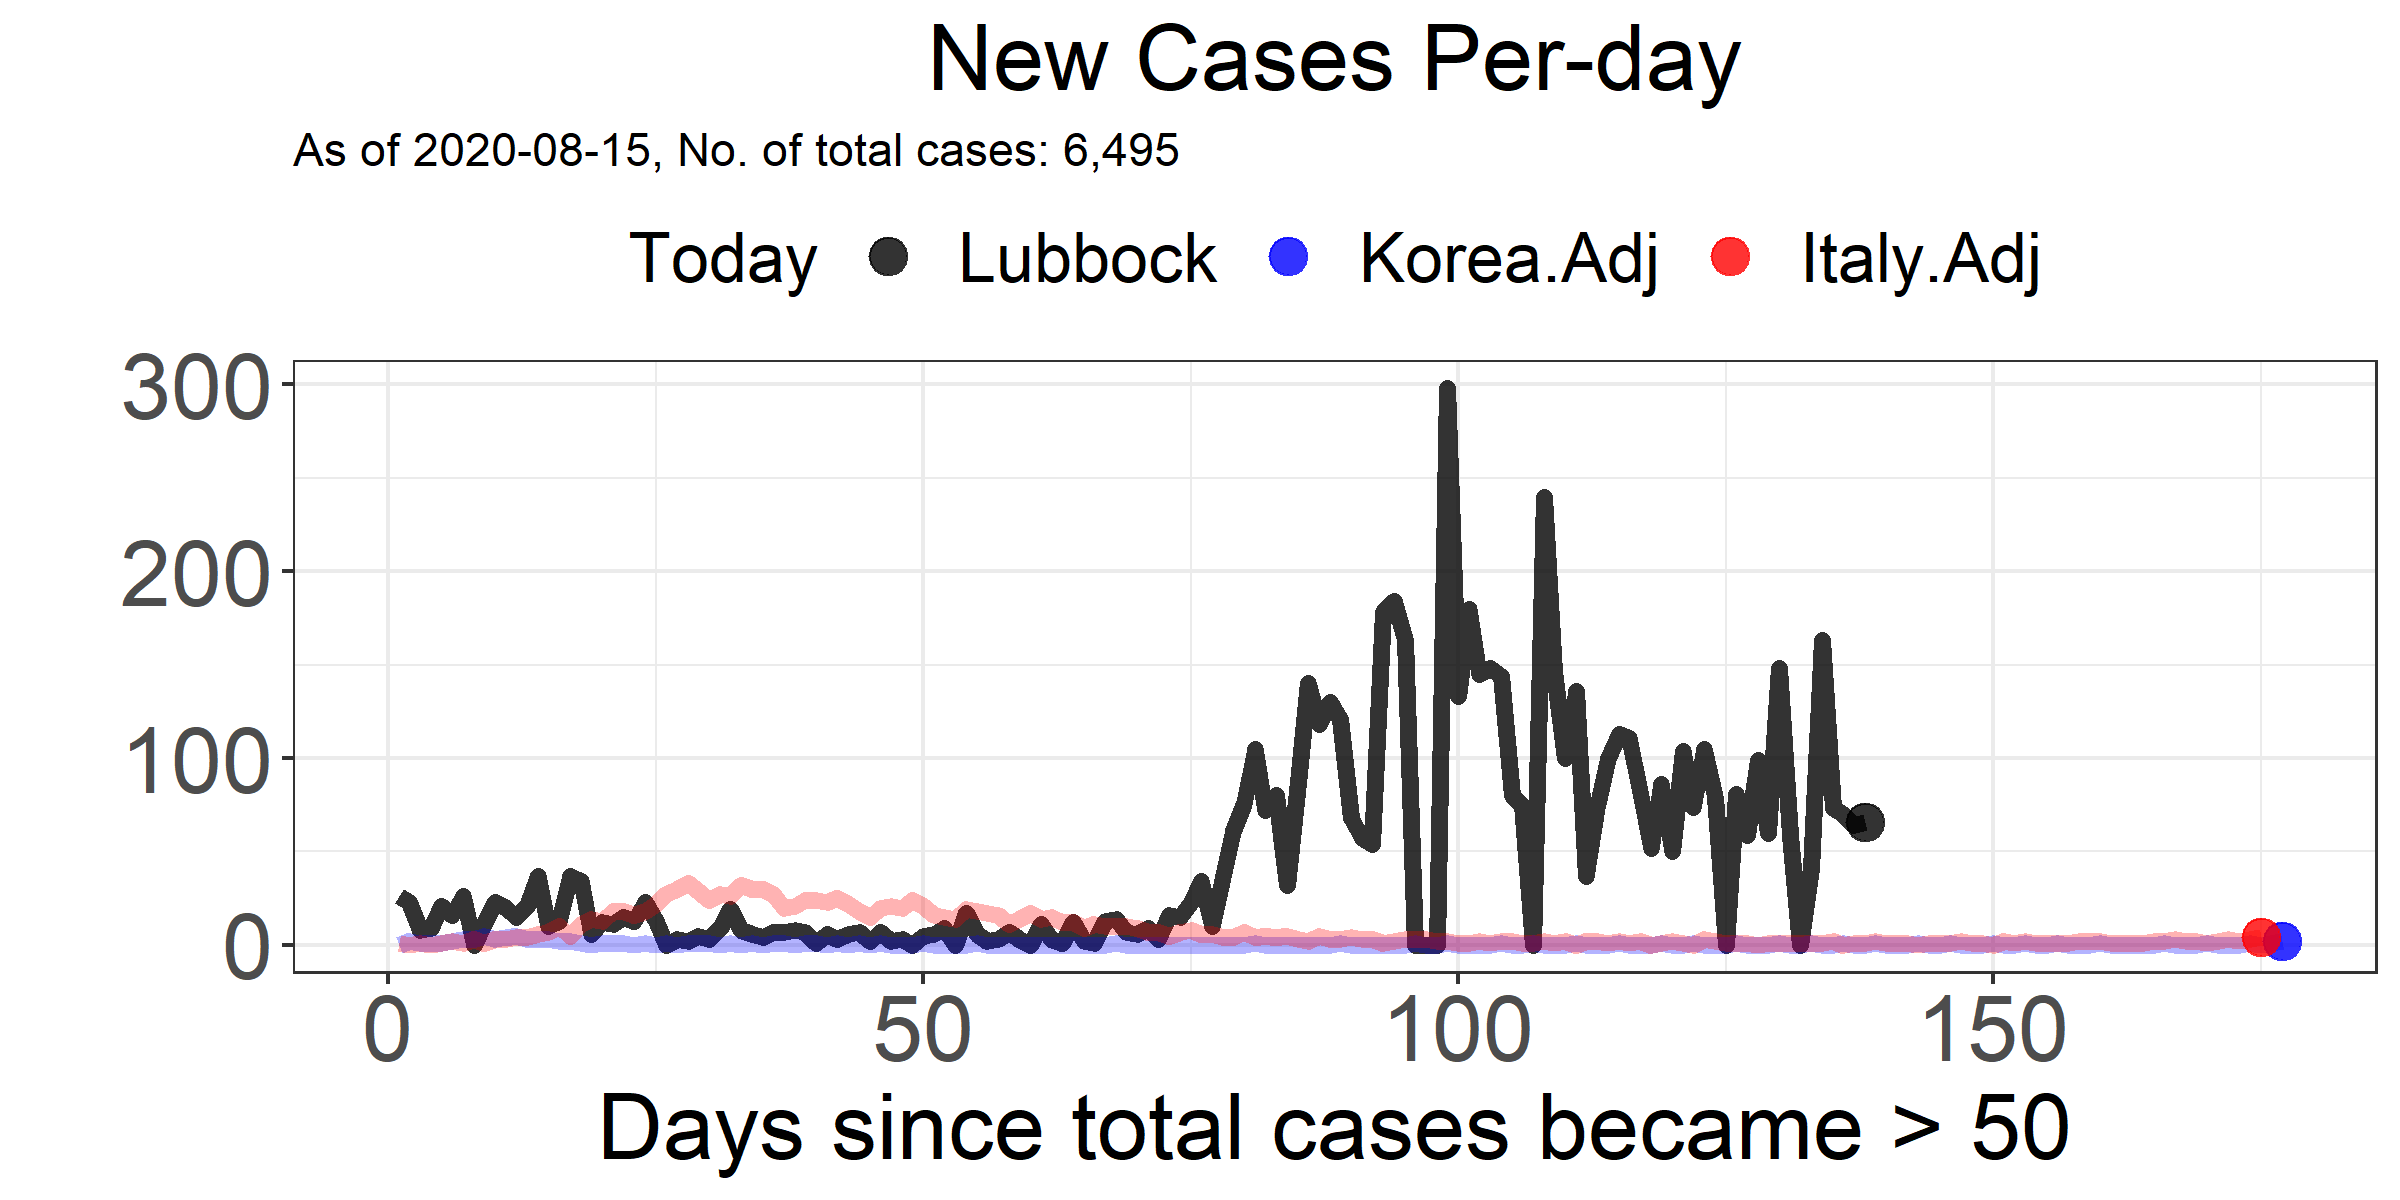 New Cases Per-day
As of 2020-08-15, No. of total cases: 6,495
Today Lubbock Korea.Adj Italy.Adj
300
200
100
0
0 50 100 150
Days since total cases became > 50